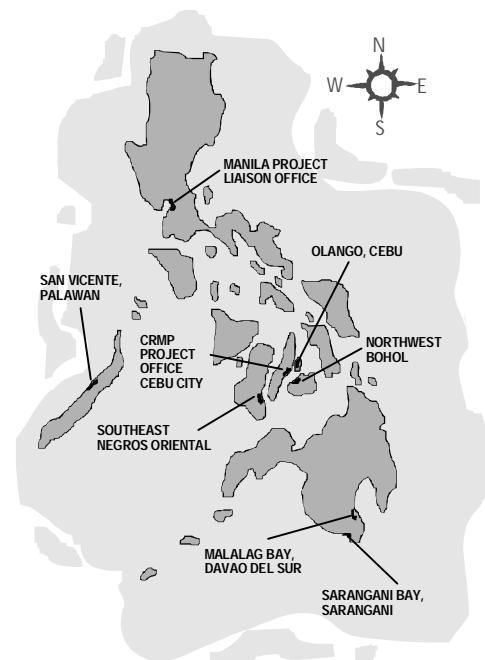 N
W E
S
MANILA PROJECT
LIAISON OFFICE
OLANGO, CEBU
SAN VICENTE,
PALAWAN
CRMP
PROJECT
OFFICE
CEBU CITY
NORTHWEST
BOHOL
SOUTHEAST
NEGROS ORIENTAL
MALALAG BAY,
DAVAO DEL SUR
SARANGANI BAY,
SARANGANI